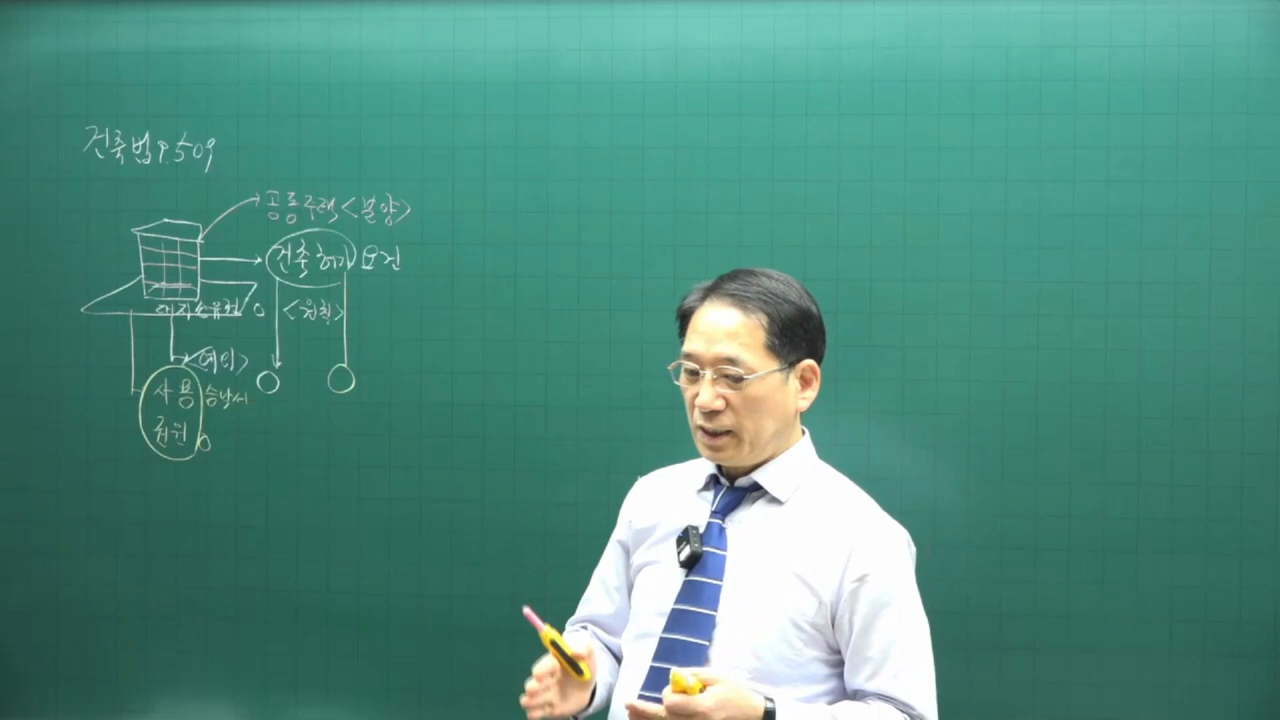 건축법 P.509
공동주택 <분양>
건축허가 요건
대지소유권 <원칙>
<예외>
사용 승낙서
권원